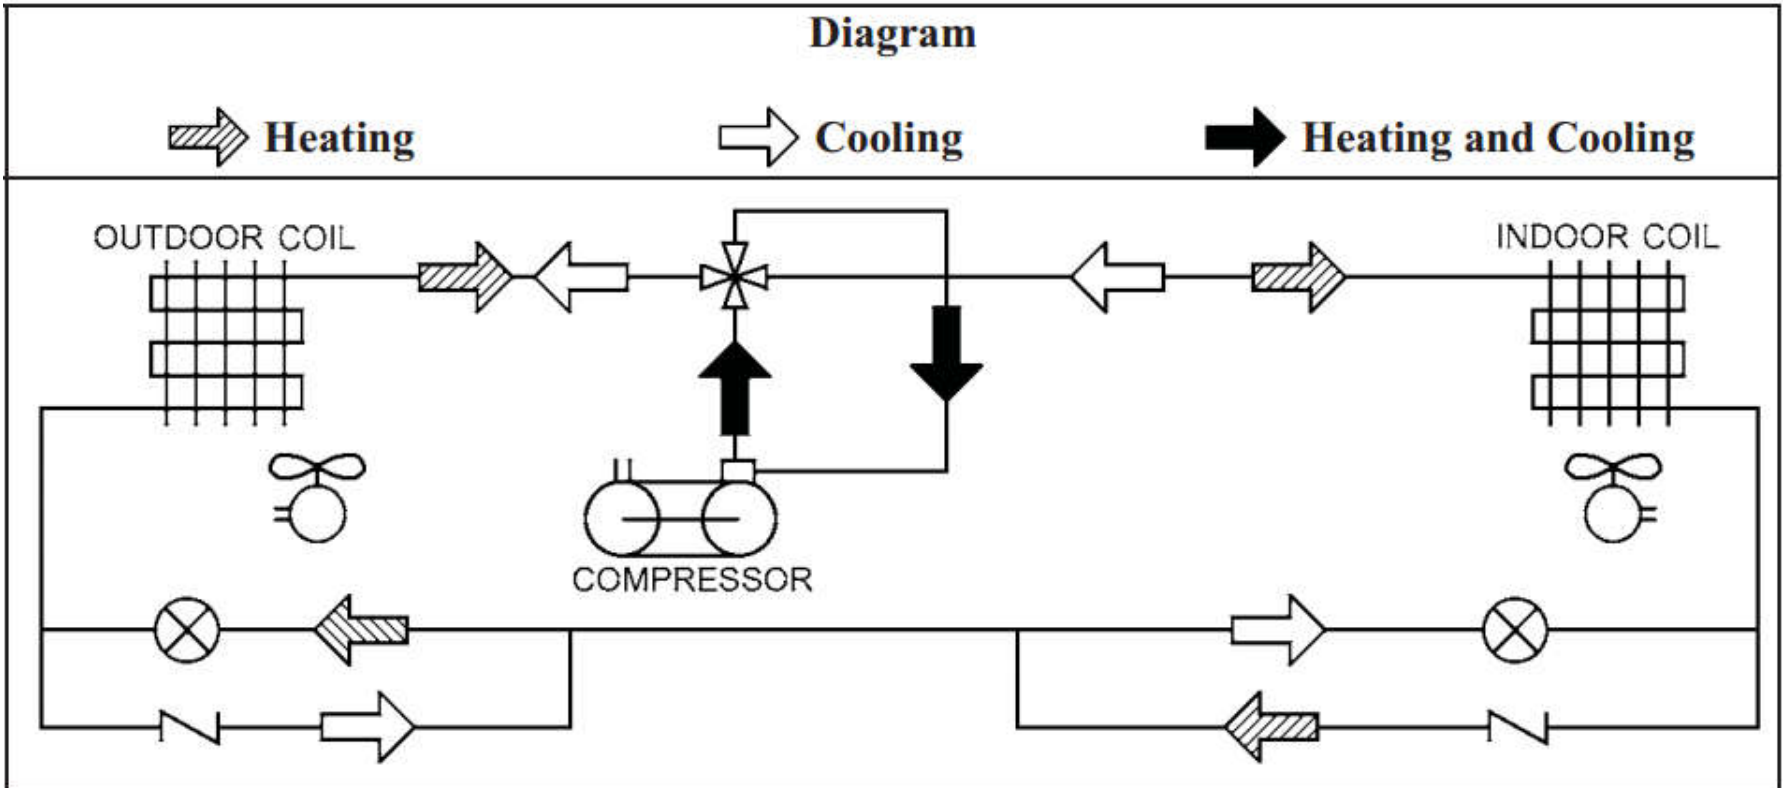 Diagram
Heating Cooling Heating and Cooling
OUTDOOR COIL INDOOR COIL
COMPRESSOR